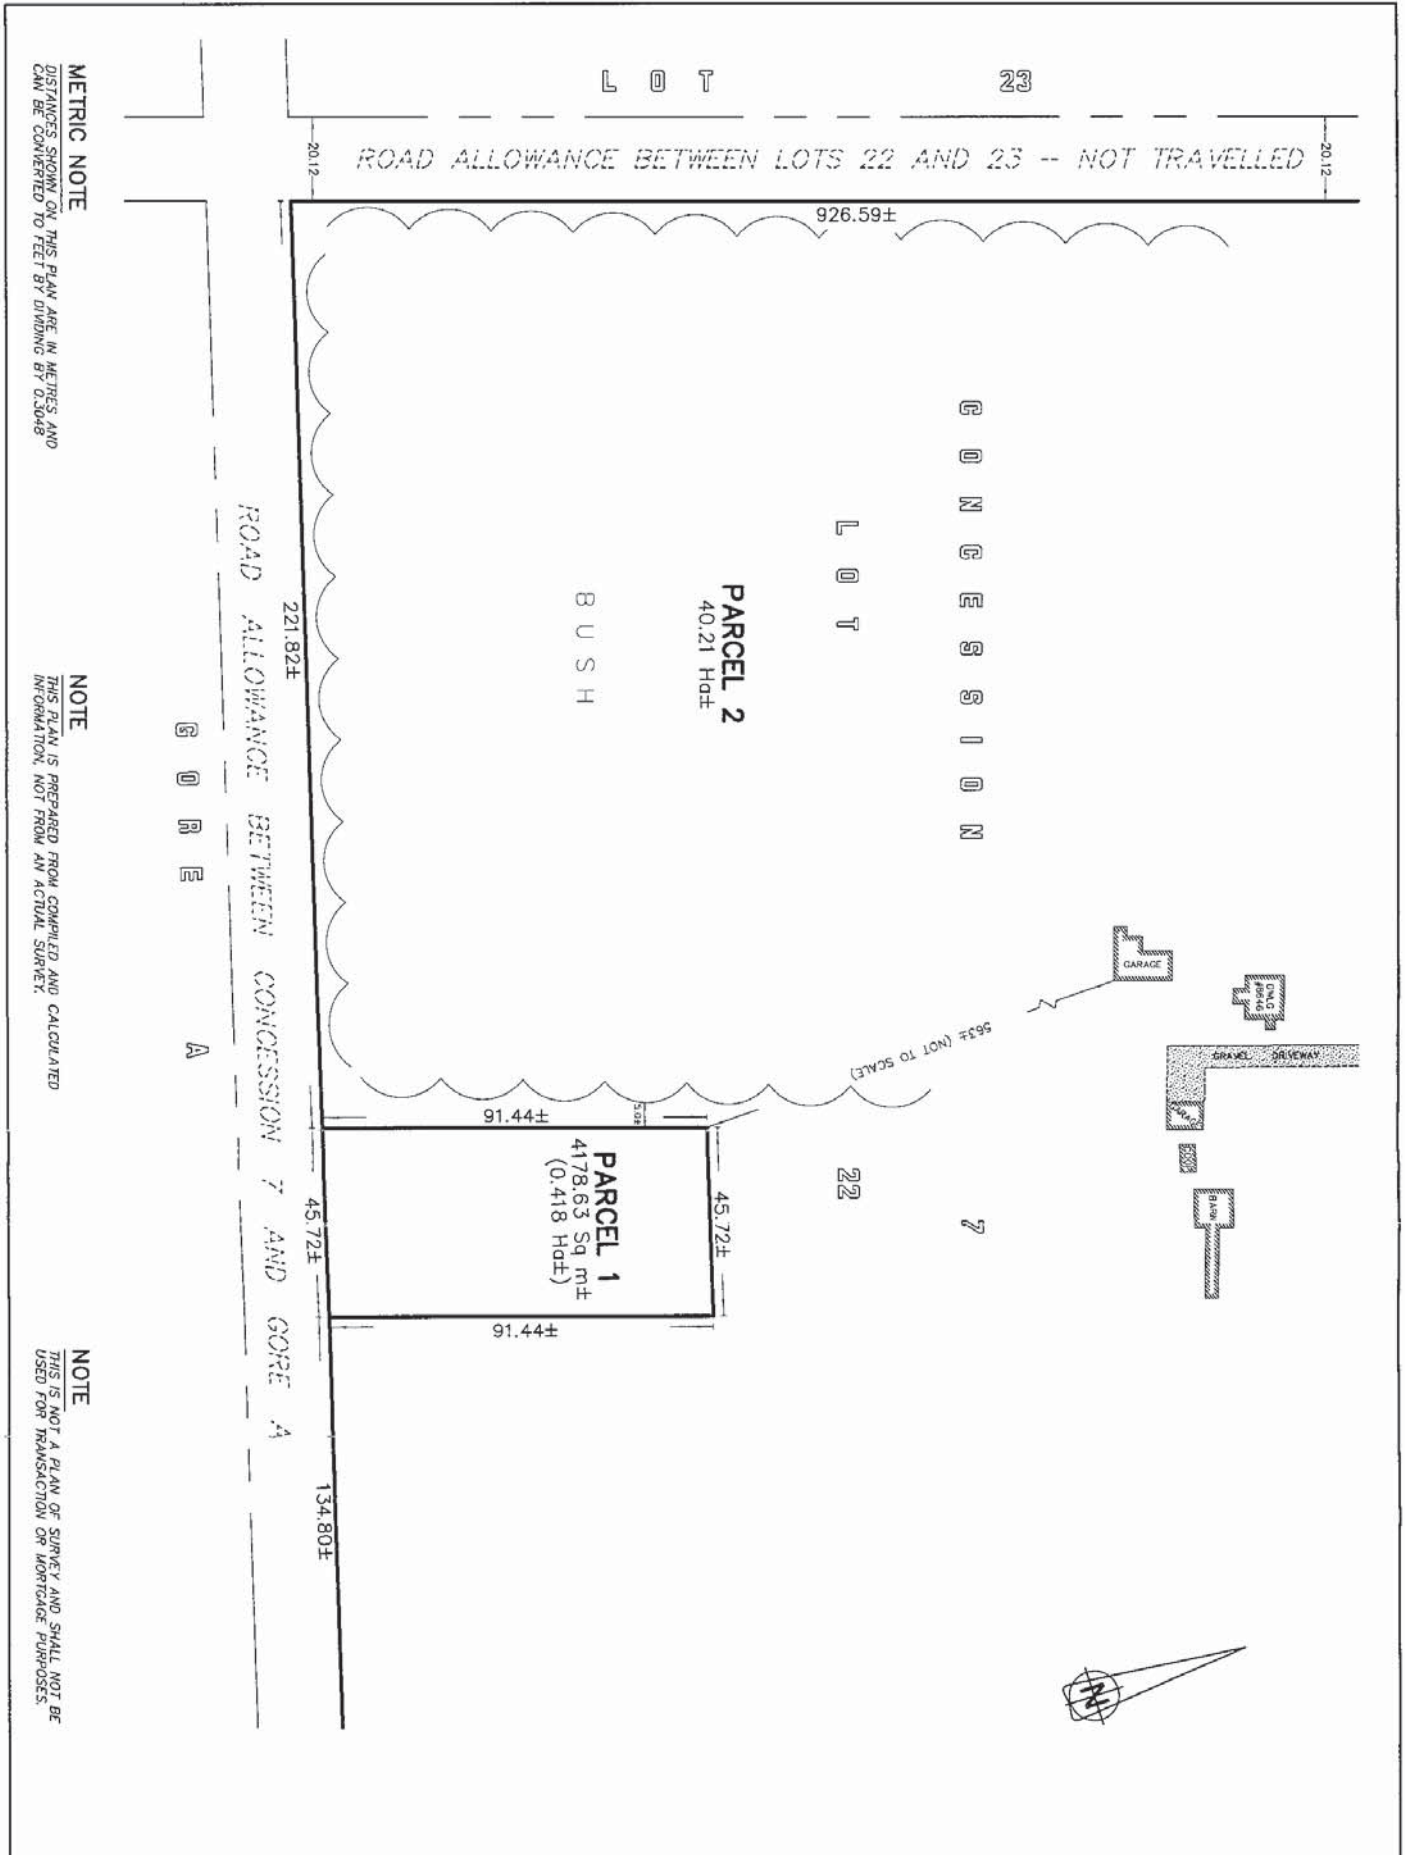 LOT 23
ROAD ALLOWANCE BETWEEN LOTS 22 AND 23 -- NOT TRAVELLED
20.12
20.12
926.59±
CONCESSION 7
LOT 22
PARCEL 2
40.21 Ha±
BUSH
GARAGE
DWLG
#8646
GRAVEL DRIVEWAY
GARAGE
BARN
563± (NOT TO SCALE)
91.44±
45.72±
PARCEL 1
4178.63 Sq m±
(0.418 Ha±)
91.44±
221.82±
45.72±
134.80±
ROAD ALLOWANCE BETWEEN CONCESSION 7 AND GORE A
GORE A
N
METRIC NOTE
DISTANCES SHOWN ON THIS PLAN ARE IN METRES AND
CAN BE CONVERTED TO FEET BY DIVIDING BY 0.3048
NOTE
THIS PLAN IS PREPARED FROM COMPILED AND CALCULATED
INFORMATION, NOT FROM AN ACTUAL SURVEY.
NOTE
THIS IS NOT A PLAN OF SURVEY AND SHALL NOT BE
USED FOR TRANSACTION OR MORTGAGE PURPOSES.